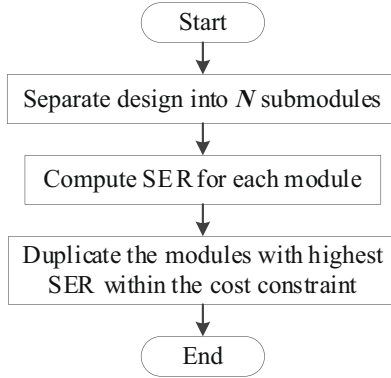 Start
Separate design into N submodules
Compute SER for each module
Duplicate the modules with highest
SER within the cost constraint
End